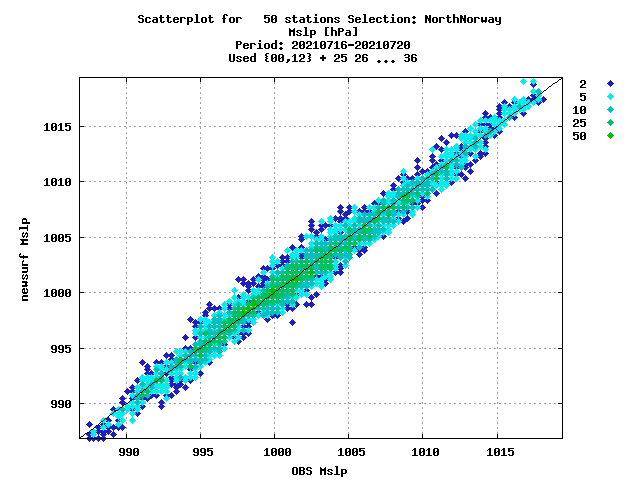 Scatterplot for   50 stations Selection: NorthNorway
Mslp [hPa]
Period: 20210716-20210720
Used {00,12} + 25 26 ... 36
2
5
10
25
50
1015
1010
1005
1000
995
990
newsurf Mslp
990 995 1000 1005 1010 1015
OBS Mslp